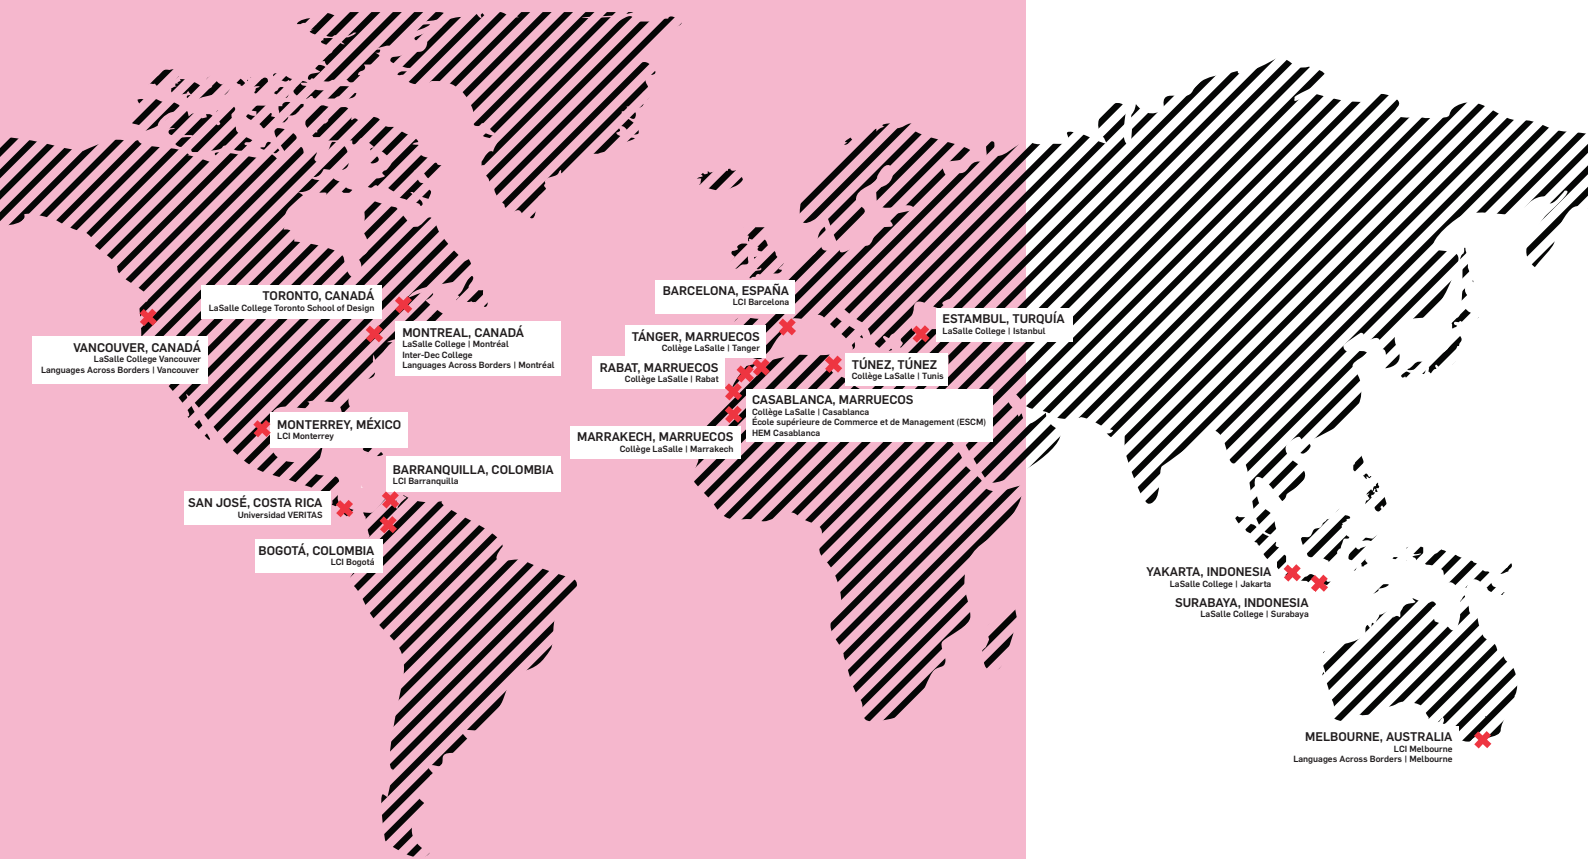 TORONTO, CANADÁ
LaSalle College Toronto School of Design
VANCOUVER, CANADÁ
LaSalle College Vancouver
Languages Across Borders | Vancouver
MONTREAL, CANADÁ
LaSalle College | Montréal
Inter-Dec College
Languages Across Borders | Montréal
MONTERREY, MÉXICO
LCI Monterrey
BARRANQUILLA, COLOMBIA
LCI Barranquilla
SAN JOSÉ, COSTA RICA
Universidad VERITAS
BOGOTÁ, COLOMBIA
LCI Bogotá
BARCELONA, ESPAÑA
LCI Barcelona
ESTAMBUL, TURQUÍA
LaSalle College | Istanbul
TÁNGER, MARRUECOS
Collège LaSalle | Tanger
RABAT, MARRUECOS
Collège LaSalle | Rabat
TÚNEZ, TÚNEZ
Collège LaSalle | Tunis
CASABLANCA, MARRUECOS
Collège LaSalle | Casablanca
École supérieure de Commerce et de Management (ESCM)
HEM Casablanca
MARRAKECH, MARRUECOS
Collège LaSalle | Marrakech
YAKARTA, INDONESIA
LaSalle College | Jakarta
SURABAYA, INDONESIA
LaSalle College | Surabaya
MELBOURNE, AUSTRALIA
LCI Melbourne
Languages Across Borders | Melbourne